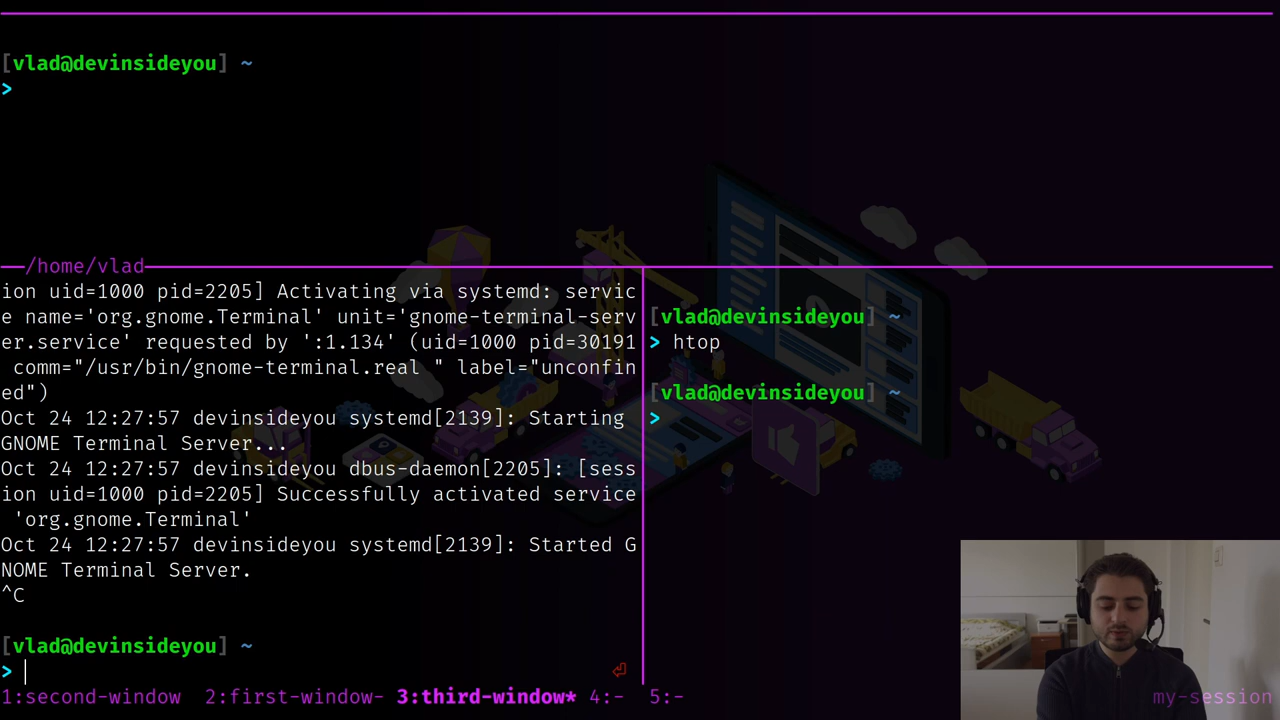 [vlad@devinsideyou] ~
>
/home/vlad
ion uid=1000 pid=2205] Activating via systemd: servic
e name='org.gnome.Terminal' unit='gnome-terminal-serv
er.service' requested by ':1.134' (uid=1000 pid=30191
 comm="/usr/bin/gnome-terminal.real " label="unconfin
ed")
Oct 24 12:27:57 devinsideyou systemd[2139]: Starting
GNOME Terminal Server...
Oct 24 12:27:57 devinsideyou dbus-daemon[2205]: [sess
ion uid=1000 pid=2205] Successfully activated service
 'org.gnome.Terminal'
Oct 24 12:27:57 devinsideyou systemd[2139]: Started G
NOME Terminal Server.
^C
[vlad@devinsideyou] ~
>
[vlad@devinsideyou] ~
> htop
[vlad@devinsideyou] ~
>
1:second-window  2:first-window- 3:third-window* 4:-  5:- my-session